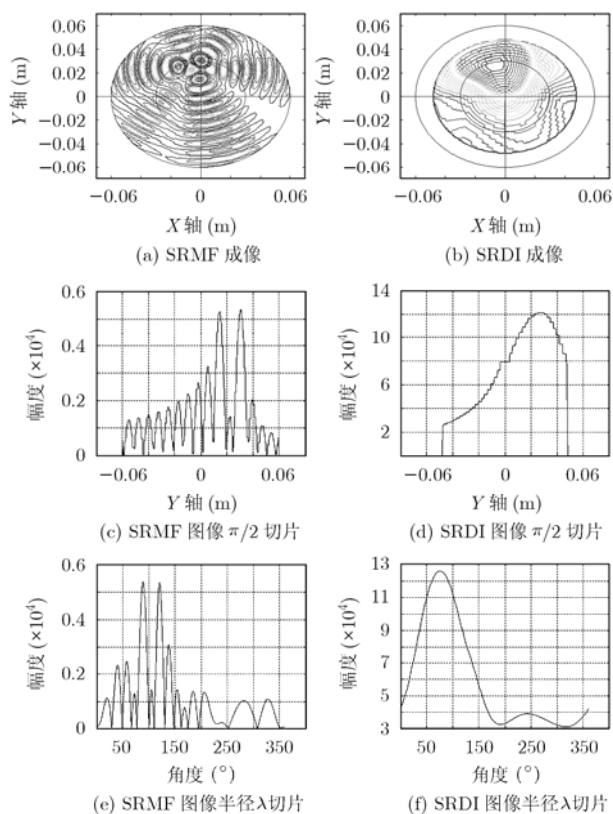 0.06
0.04
0.02
0
−0.02
−0.04
−0.06
Y 轴 (m)
−0.06
0
0.06
X 轴 (m)
(a) SRMF 成像
0.06
0.04
0.02
0
−0.02
−0.04
−0.06
Y 轴 (m)
−0.06
0
0.06
X 轴 (m)
(b) SRDI 成像
0.6
0.4
0.2
0
幅度 (×10⁴)
−0.06
0
0.06
Y 轴 (m)
(c) SRMF 图像 π/2 切片
14
10
6
2
幅度 (×10⁴)
−0.06
0
0.06
Y 轴 (m)
(d) SRDI 图像 π/2 切片
0.6
0.4
0.2
0
幅度 (×10⁴)
50
150
250
350
角度 (°)
(e) SRMF 图像半径λ切片
13
11
9
7
5
3
幅度 (×10⁴)
50
150
250
350
角度 (°)
(f) SRDI 图像半径λ切片